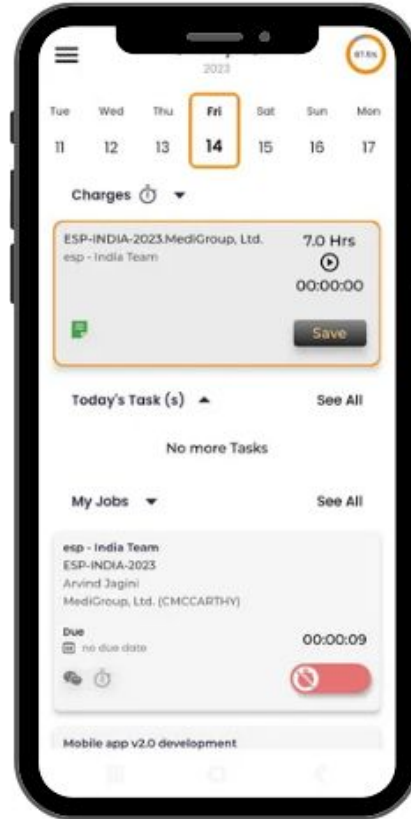 2023
67.5%
Tue Wed Thu Fri Sat Sun Mon
11 12 13 14 15 16 17
Charges
ESP-INDIA-2023.MediGroup, Ltd. 7.0 Hrs
esp - India Team
00:00:00
Save
Today's Task (s) See All
No more Tasks
My Jobs See All
esp - India Team
ESP-INDIA-2023
Arvind Jagini
MediGroup, Ltd. (CMCCARTHY)
Due
no due date 00:00:09
Mobile app v2.0 development